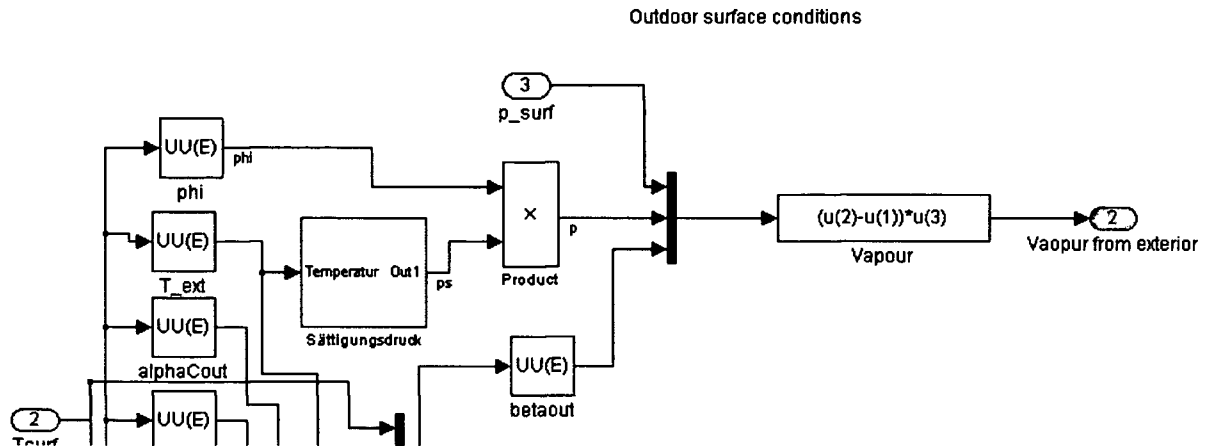 Outdoor surface conditions
3
p_surf
UU(E)
phi
phi
UU(E)
T_ext
Temperatur Out1
ps
Sättigungsdruck
×
p
Product
(u(2)-u(1))*u(3)
Vapour
2
Vaopur from exterior
UU(E)
alphaCout
UU(E)
betaout
2
Tsurf
UU(E)